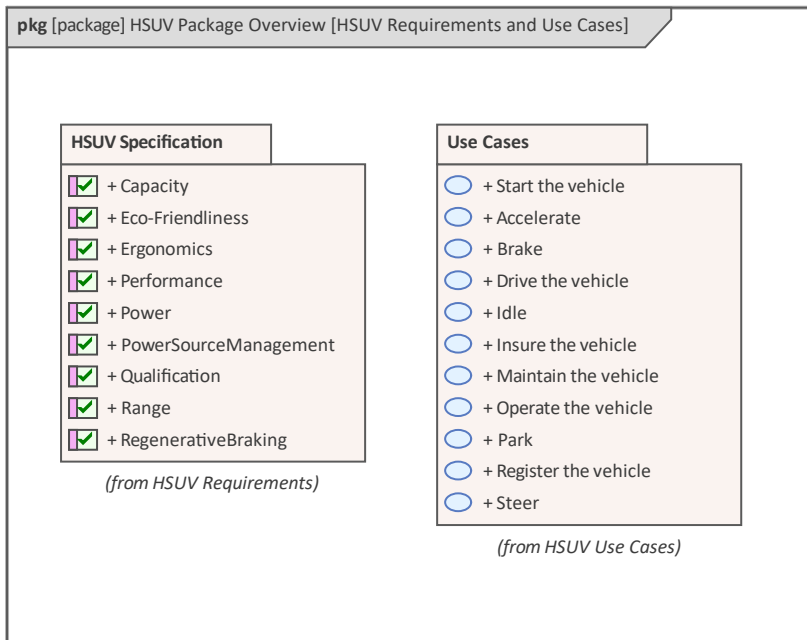 pkg [package] HSUV Package Overview [HSUV Requirements and Use Cases]
HSUV Specification
+ Capacity
+ Eco-Friendliness
+ Ergonomics
+ Performance
+ Power
+ PowerSourceManagement
+ Qualification
+ Range
+ RegenerativeBraking
(from HSUV Requirements)
Use Cases
+ Start the vehicle
+ Accelerate
+ Brake
+ Drive the vehicle
+ Idle
+ Insure the vehicle
+ Maintain the vehicle
+ Operate the vehicle
+ Park
+ Register the vehicle
+ Steer
(from HSUV Use Cases)